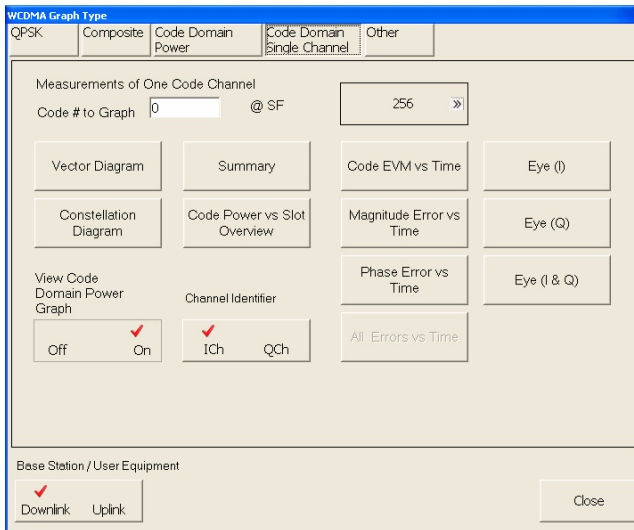 WCDMA Graph Type
QPSK
Composite
Code Domain
Power
Code Domain
Single Channel
Other
Measurements of One Code Channel
Code # to Graph
0
@ SF
256
»
Vector Diagram
Summary
Code EVM vs Time
Eye (I)
Constellation
Diagram
Code Power vs Slot
Overview
Magnitude Error vs
Time
Eye (Q)
View Code
Domain Power
Graph
Channel Identifier
Phase Error vs
Time
Eye (I & Q)
Off
On
ICh
QCh
All Errors vs Time
Base Station / User Equipment
Downlink
Uplink
Close